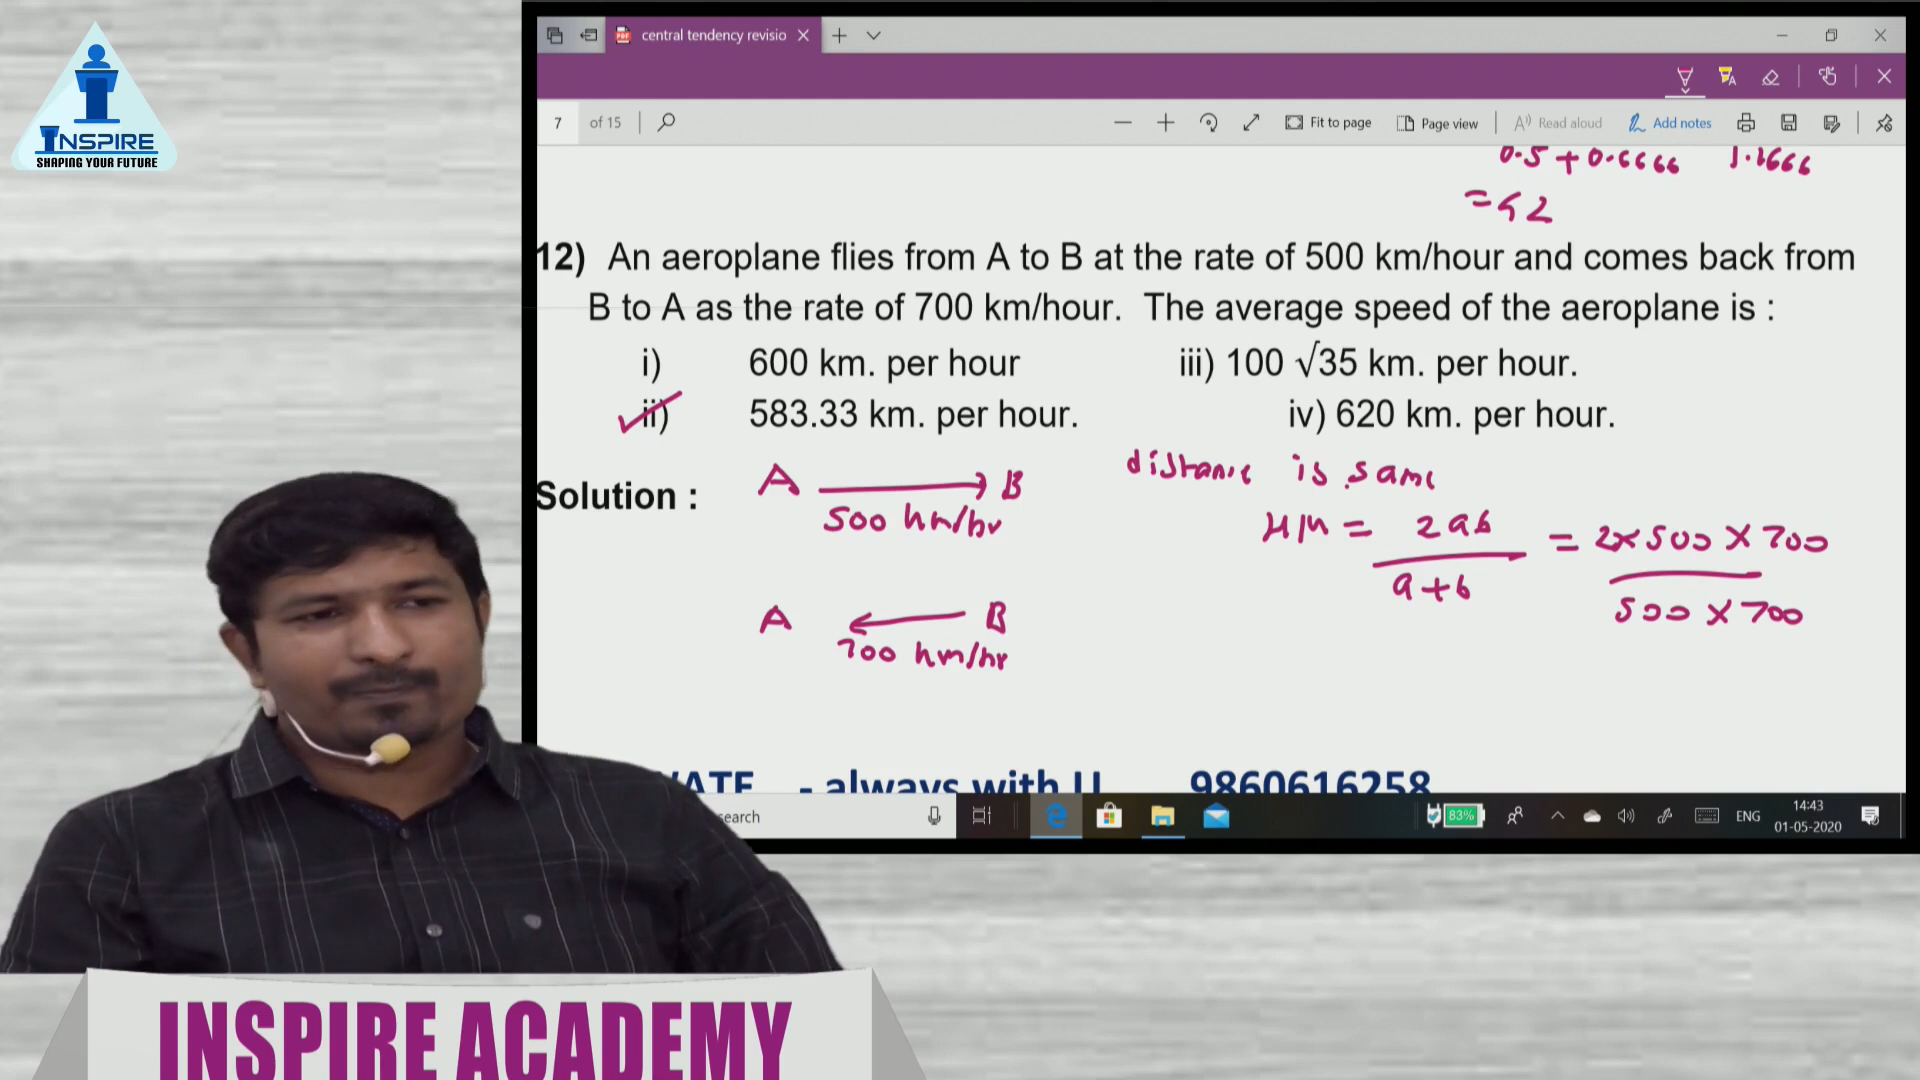 INSPIRE
SHAPING YOUR FUTURE
central tendency revisio
7 of 15
Fit to page
Page view
Read aloud
Add notes
0.5 + 0.6666 1.1666
= 42
12) An aeroplane flies from A to B at the rate of 500 km/hour and comes back from
B to A as the rate of 700 km/hour. The average speed of the aeroplane is :
i) 600 km. per hour iii) 100 √35 km. per hour.
ii) 583.33 km. per hour. iv) 620 km. per hour.
Solution :
A → B
500 km/hr
A ← B
700 km/hr
distance is same
HM = 2ab / a+b = 2×500×700 / 500×700
- always with U 9860616258
search
83%
ENG
14:43
01-05-2020
INSPIRE ACADEMY